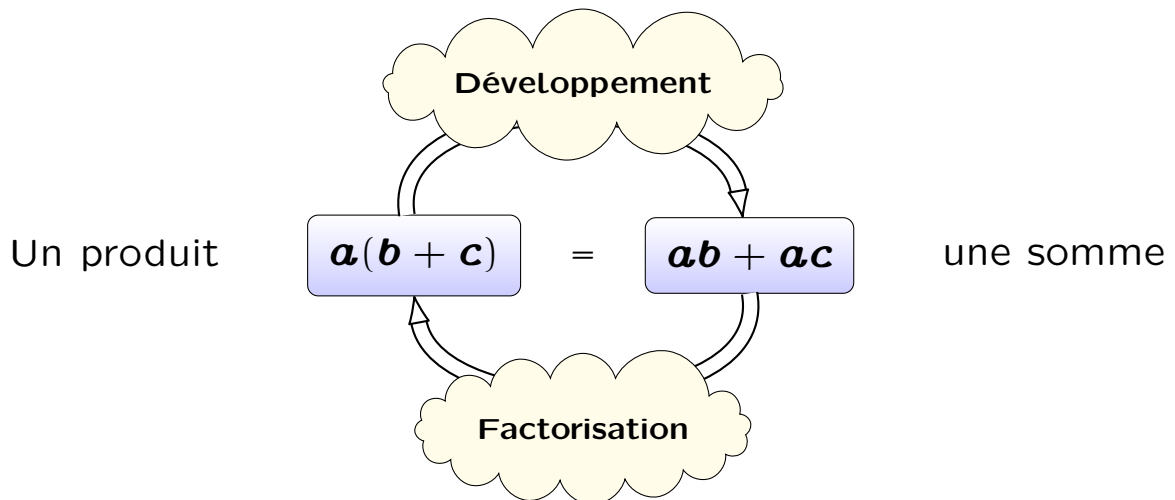 Développement
Un produit a(b + c) = ab + ac une somme
Factorisation